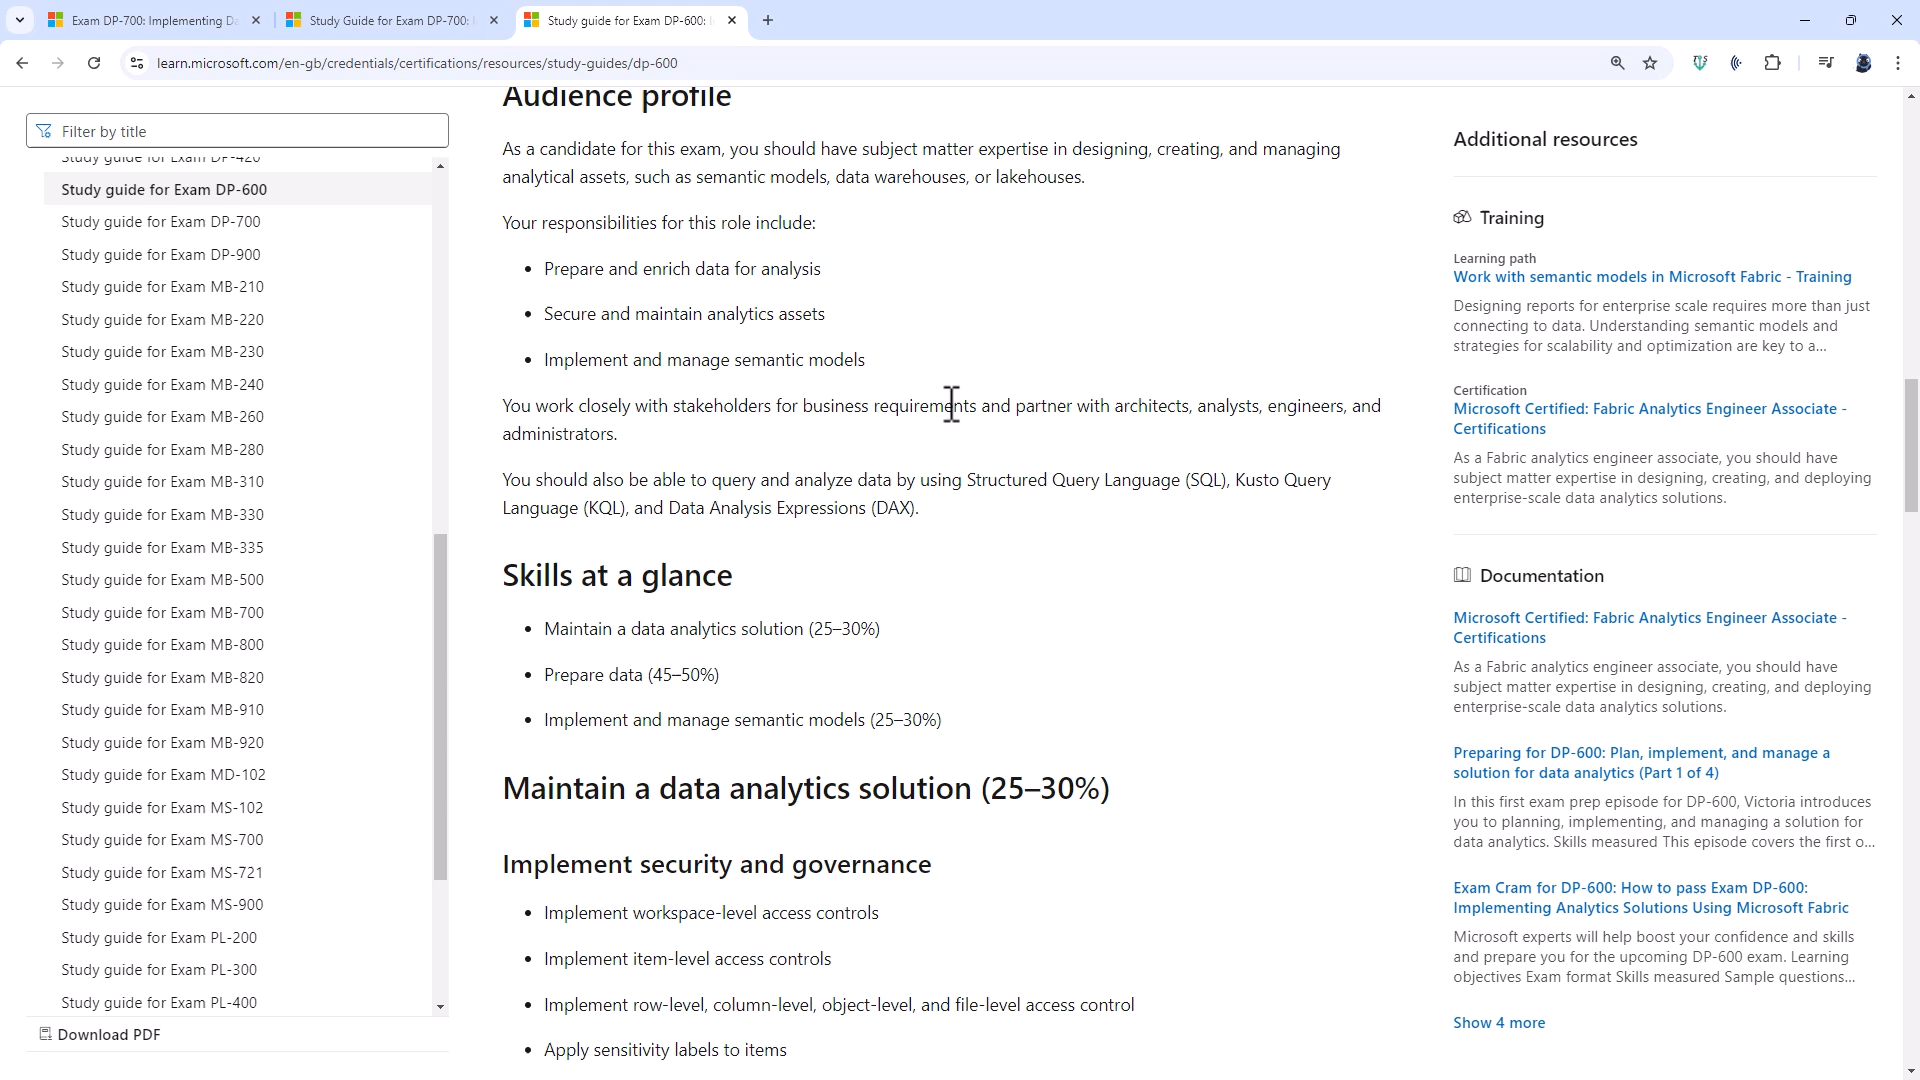 Exam DP-700: Implementing Da
Study Guide for Exam DP-700:
Study guide for Exam DP-600:
learn.microsoft.com/en-gb/credentials/certifications/resources/study-guides/dp-600
Filter by title
Study guide for Exam DP-420
Study guide for Exam DP-600
Study guide for Exam DP-700
Study guide for Exam DP-900
Study guide for Exam MB-210
Study guide for Exam MB-220
Study guide for Exam MB-230
Study guide for Exam MB-240
Study guide for Exam MB-260
Study guide for Exam MB-280
Study guide for Exam MB-310
Study guide for Exam MB-330
Study guide for Exam MB-335
Study guide for Exam MB-500
Study guide for Exam MB-700
Study guide for Exam MB-800
Study guide for Exam MB-820
Study guide for Exam MB-910
Study guide for Exam MB-920
Study guide for Exam MD-102
Study guide for Exam MS-102
Study guide for Exam MS-700
Study guide for Exam MS-721
Study guide for Exam MS-900
Study guide for Exam PL-200
Study guide for Exam PL-300
Study guide for Exam PL-400
Download PDF
Audience profile
As a candidate for this exam, you should have subject matter expertise in designing, creating, and managing
analytical assets, such as semantic models, data warehouses, or lakehouses.
Your responsibilities for this role include:
• Prepare and enrich data for analysis
• Secure and maintain analytics assets
• Implement and manage semantic models
You work closely with stakeholders for business requirements and partner with architects, analysts, engineers, and
administrators.
You should also be able to query and analyze data by using Structured Query Language (SQL), Kusto Query
Language (KQL), and Data Analysis Expressions (DAX).
Skills at a glance
• Maintain a data analytics solution (25–30%)
• Prepare data (45–50%)
• Implement and manage semantic models (25–30%)
Maintain a data analytics solution (25–30%)
Implement security and governance
• Implement workspace-level access controls
• Implement item-level access controls
• Implement row-level, column-level, object-level, and file-level access control
• Apply sensitivity labels to items
Additional resources
Training
Learning path
Work with semantic models in Microsoft Fabric - Training
Designing reports for enterprise scale requires more than just
connecting to data. Understanding semantic models and
strategies for scalability and optimization are key to a...
Certification
Microsoft Certified: Fabric Analytics Engineer Associate -
Certifications
As a Fabric analytics engineer associate, you should have
subject matter expertise in designing, creating, and deploying
enterprise-scale data analytics solutions.
Documentation
Microsoft Certified: Fabric Analytics Engineer Associate -
Certifications
As a Fabric analytics engineer associate, you should have
subject matter expertise in designing, creating, and deploying
enterprise-scale data analytics solutions.
Preparing for DP-600: Plan, implement, and manage a
solution for data analytics (Part 1 of 4)
In this first exam prep episode for DP-600, Victoria introduces
you to planning, implementing, and managing a solution for
data analytics. Skills measured This episode covers the first o...
Exam Cram for DP-600: How to pass Exam DP-600:
Implementing Analytics Solutions Using Microsoft Fabric
Microsoft experts will help boost your confidence and skills
and prepare you for the upcoming DP-600 exam. Learning
objectives Exam format Skills measured Sample questions...
Show 4 more